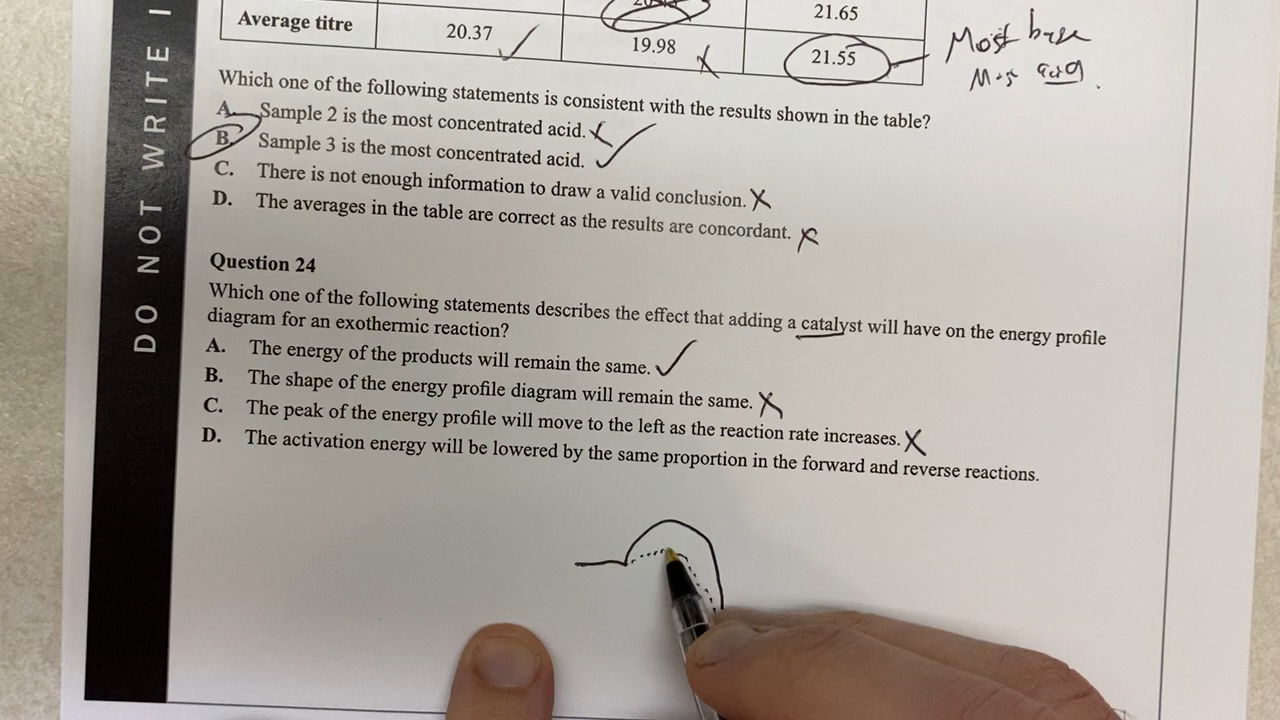 DO NOT WRITE I
21.65
Average titre 20.37 19.98 21.55
Most base
acid.
Which one of the following statements is consistent with the results shown in the table?
A. Sample 2 is the most concentrated acid.
B. Sample 3 is the most concentrated acid.
C. There is not enough information to draw a valid conclusion.
D. The averages in the table are correct as the results are concordant.
Question 24
Which one of the following statements describes the effect that adding a catalyst will have on the energy profile
diagram for an exothermic reaction?
A. The energy of the products will remain the same.
B. The shape of the energy profile diagram will remain the same.
C. The peak of the energy profile will move to the left as the reaction rate increases.
D. The activation energy will be lowered by the same proportion in the forward and reverse reactions.